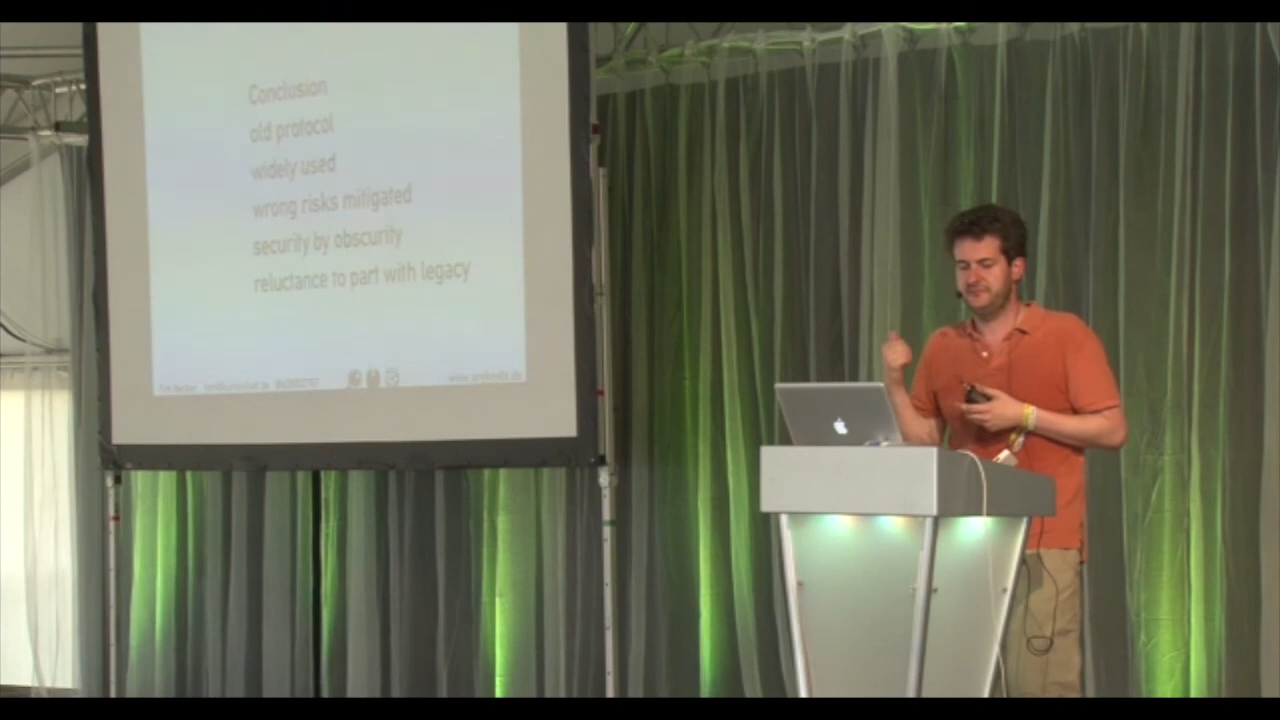 Conclusion
old protocol
widely used
wrong risks mitigated
security by obscurity
reluctance to part with legacy